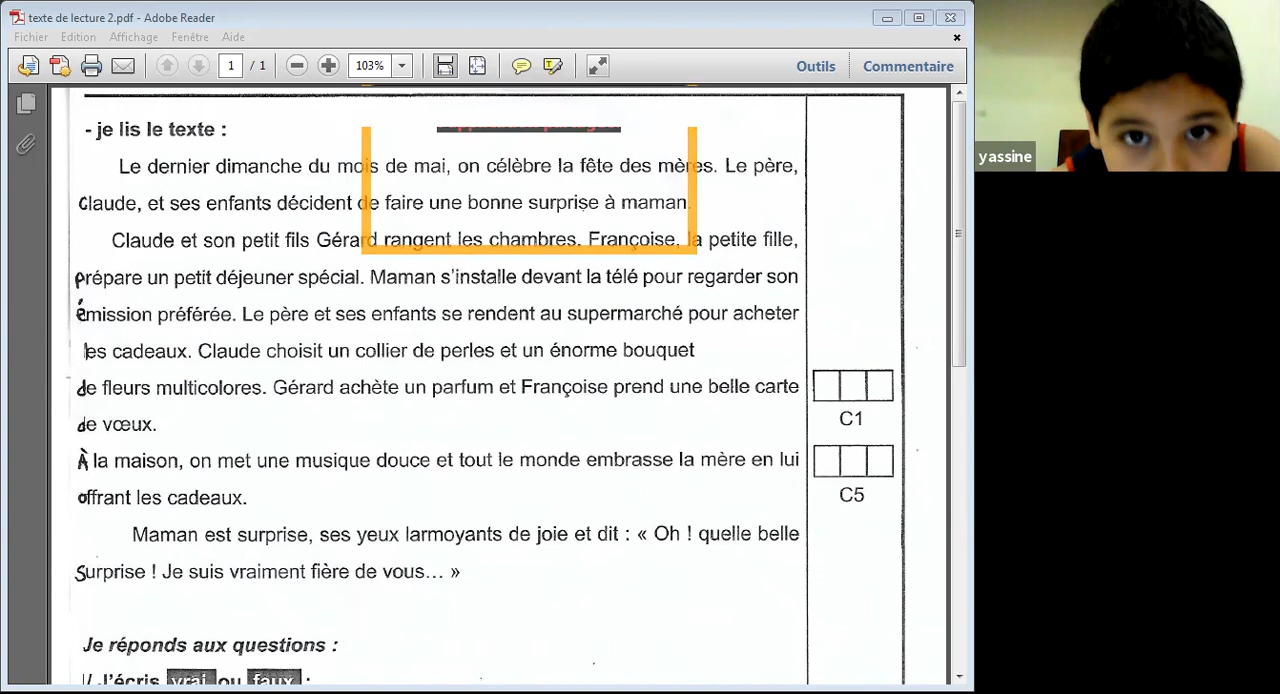 texte de lecture 2.pdf - Adobe Reader
Fichier Edition Affichage Fenêtre Aide
1 / 1 103% Outils Commentaire
- je lis le texte :
Le dernier dimanche du mois de mai, on célèbre la fête des mères. Le père,
Claude, et ses enfants décident de faire une bonne surprise à maman.
Claude et son petit fils Gérard rangent les chambres. Françoise, la petite fille,
prépare un petit déjeuner spécial. Maman s'installe devant la télé pour regarder son
émission préférée. Le père et ses enfants se rendent au supermarché pour acheter
les cadeaux. Claude choisit un collier de perles et un énorme bouquet
de fleurs multicolores. Gérard achète un parfum et Françoise prend une belle carte
de vœux.
À la maison, on met une musique douce et tout le monde embrasse la mère en lui
offrant les cadeaux.
Maman est surprise, ses yeux larmoyants de joie et dit : « Oh ! quelle belle
surprise ! Je suis vraiment fière de vous... »
C1
C5
Je réponds aux questions :
1/ J'écris vrai ou faux :
yassine